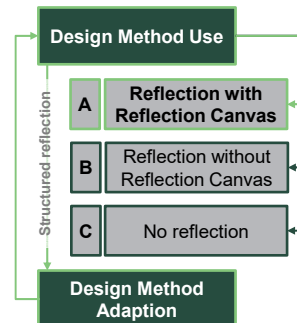 Design Method Use
Structured reflection
A
Reflection with
Reflection Canvas
B
Reflection without
Reflection Canvas
C
No reflection
Design Method
Adaption